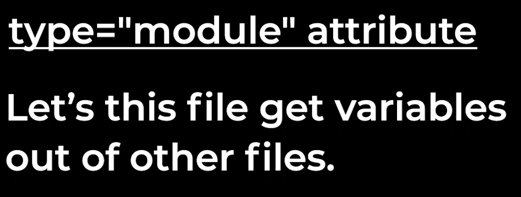 type="module" attribute
Let's this file get variables
out of other files.